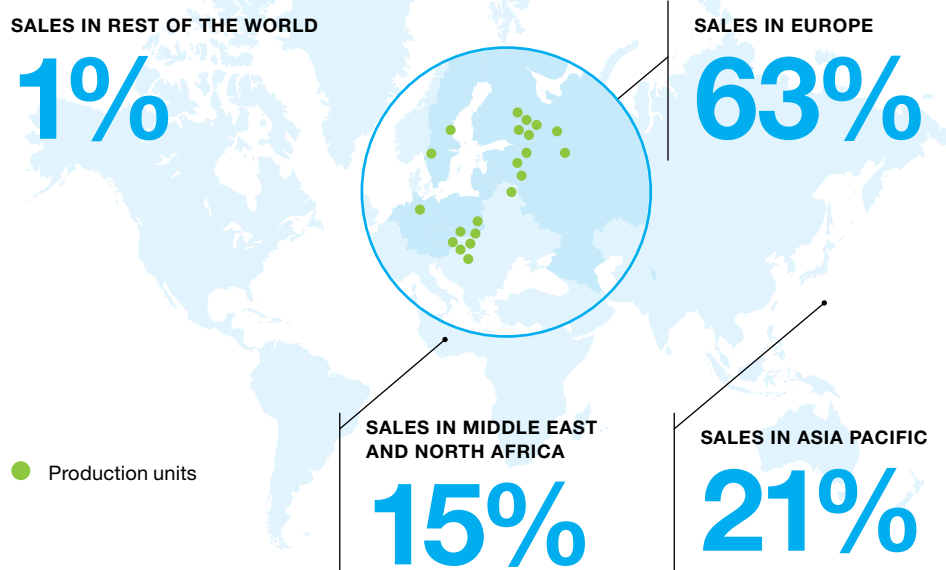 SALES IN REST OF THE WORLD
1%
SALES IN EUROPE
63%
SALES IN MIDDLE EAST
AND NORTH AFRICA
15%
SALES IN ASIA PACIFIC
21%
Production units